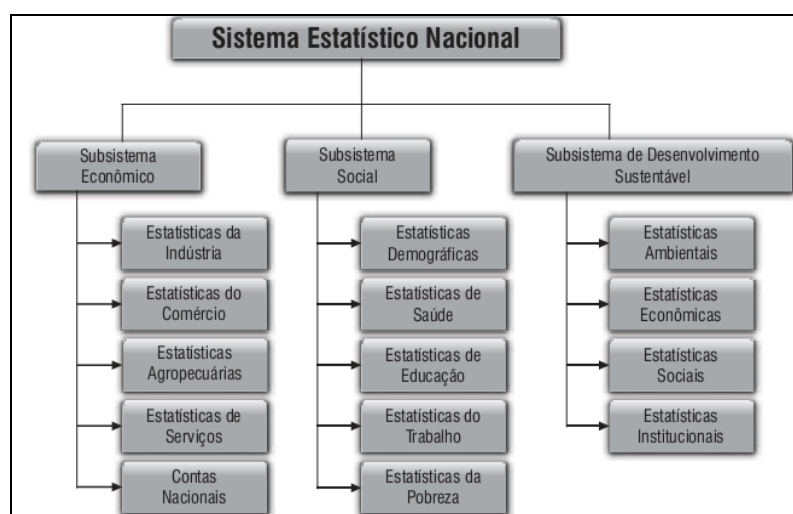 Sistema Estatístico Nacional
Subsistema
Econômico
Estatísticas da
Indústria
Estatísticas do
Comércio
Estatísticas
Agropecuárias
Estatísticas de
Serviços
Contas
Nacionais
Subsistema
Social
Estatísticas
Demográficas
Estatísticas de
Saúde
Estatísticas de
Educação
Estatísticas do
Trabalho
Estatísticas da
Pobreza
Subsistema de Desenvolvimento
Sustentável
Estatísticas
Ambientais
Estatísticas
Econômicas
Estatísticas
Sociais
Estatísticas
Institucionais